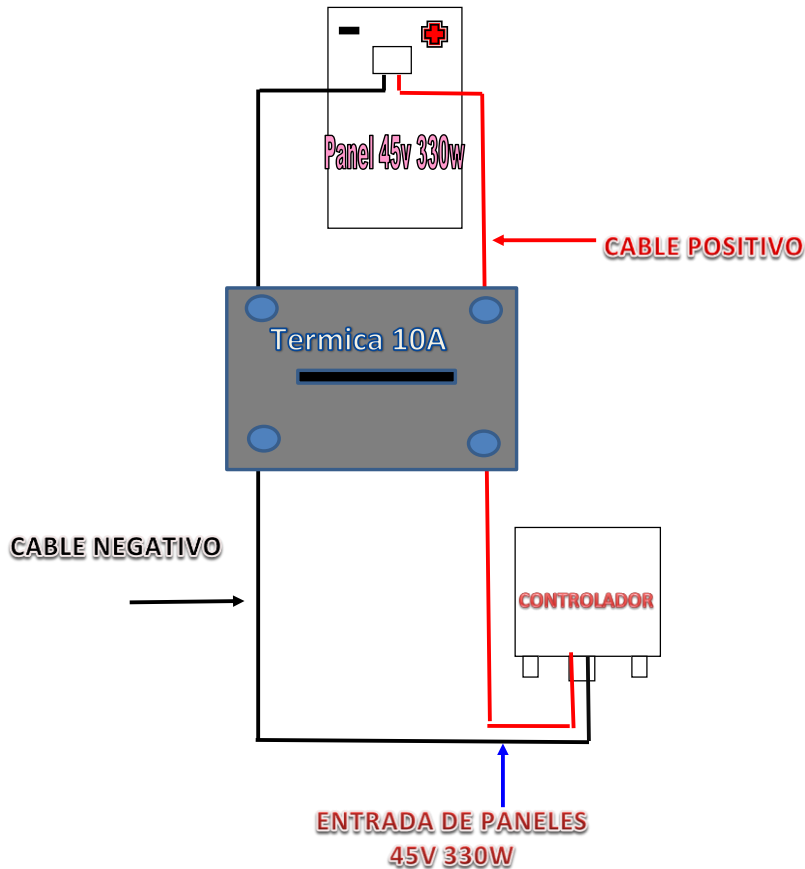 Panel 45v 330w
CABLE POSITIVO
Termica 10A
CABLE NEGATIVO
CONTROLADOR
ENTRADA DE PANELES
45V 330W